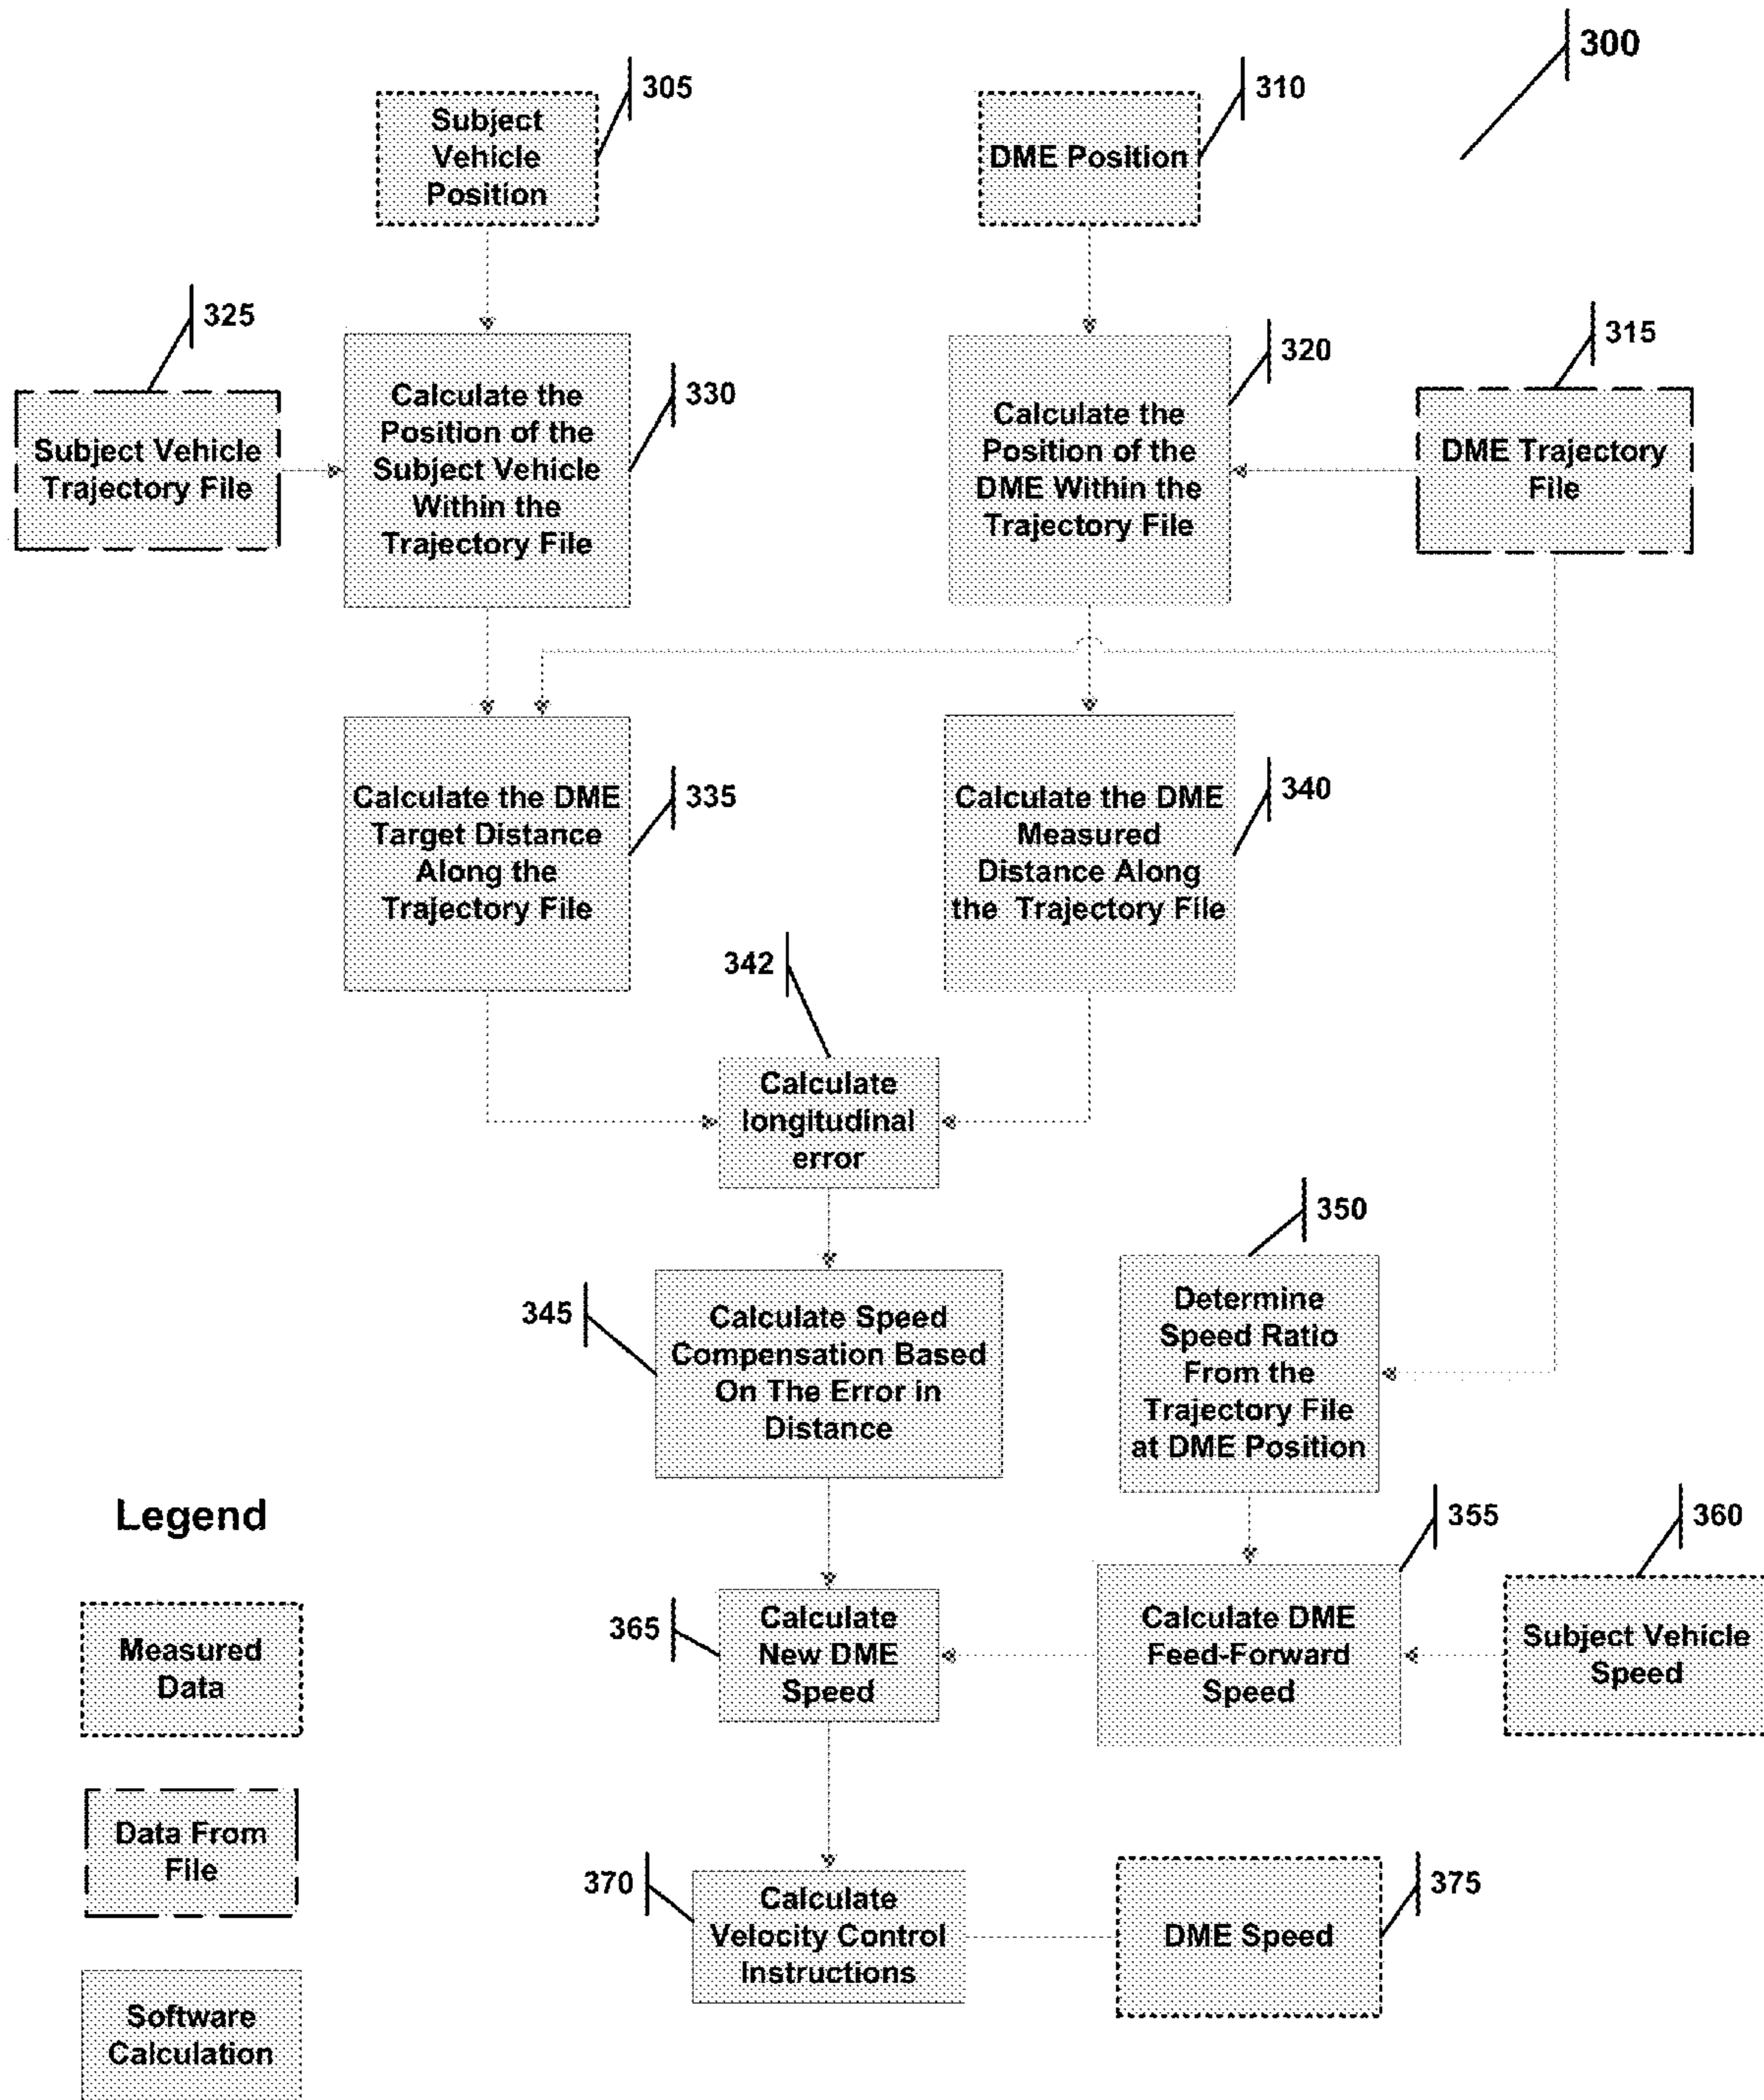 300
305
Subject
Vehicle
Position
310
DME Position
325
Subject Vehicle
Trajectory File
330
Calculate the
Position of the
Subject Vehicle
Within the
Trajectory File
320
Calculate the
Position of the
DME Within the
Trajectory File
315
DME Trajectory
File
335
Calculate the DME
Target Distance
Along the
Trajectory File
340
Calculate the DME
Measured
Distance Along
the Trajectory File
342
Calculate
longitudinal
error
345
Calculate Speed
Compensation Based
On The Error in
Distance
350
Determine
Speed Ratio
From the
Trajectory File
at DME Position
355
Calculate DME
Feed-Forward
Speed
360
Subject Vehicle
Speed
365
Calculate
New DME
Speed
370
Calculate
Velocity Control
Instructions
375
DME Speed
Legend
Measured
Data
Data From
File
Software
Calculation